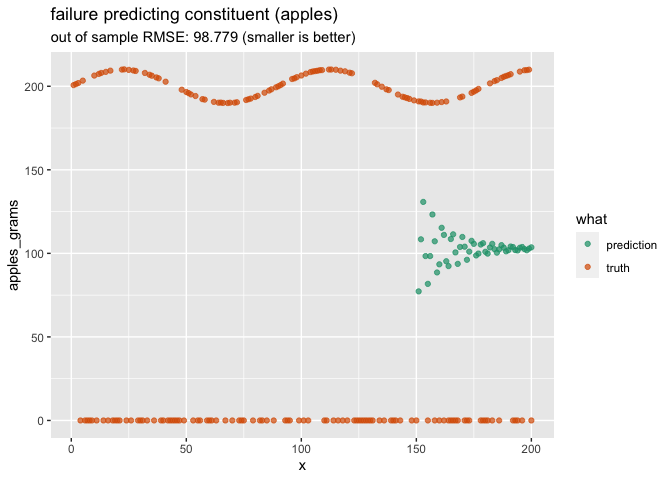 failure predicting constituent (apples)
out of sample RMSE: 98.779 (smaller is better)
200
150
100
50
0
apples_grams
0
50
100
150
200
x
what
prediction
truth